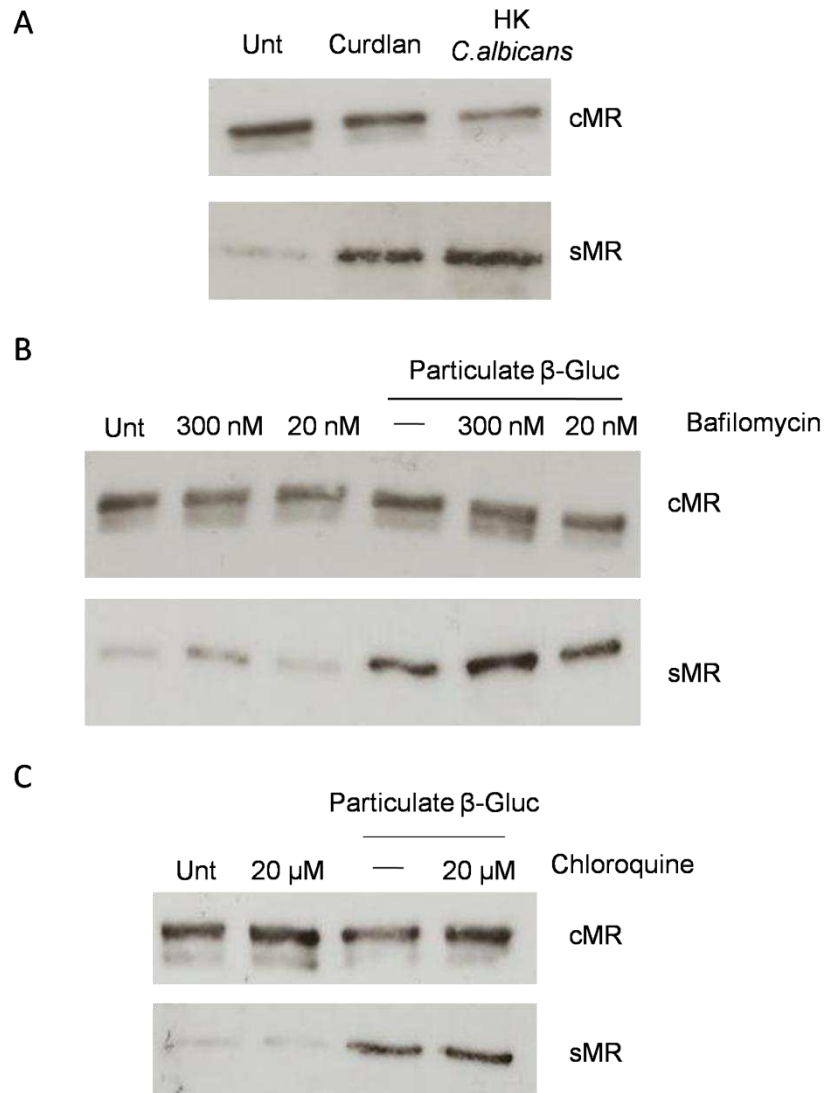 A
Unt Curdlan HK
C.albicans
cMR
sMR
B
Particulate β-Gluc
Unt 300 nM 20 nM — 300 nM 20 nM Bafilomycin
cMR
sMR
C
Particulate β-Gluc
Unt 20 µM — 20 µM Chloroquine
cMR
sMR